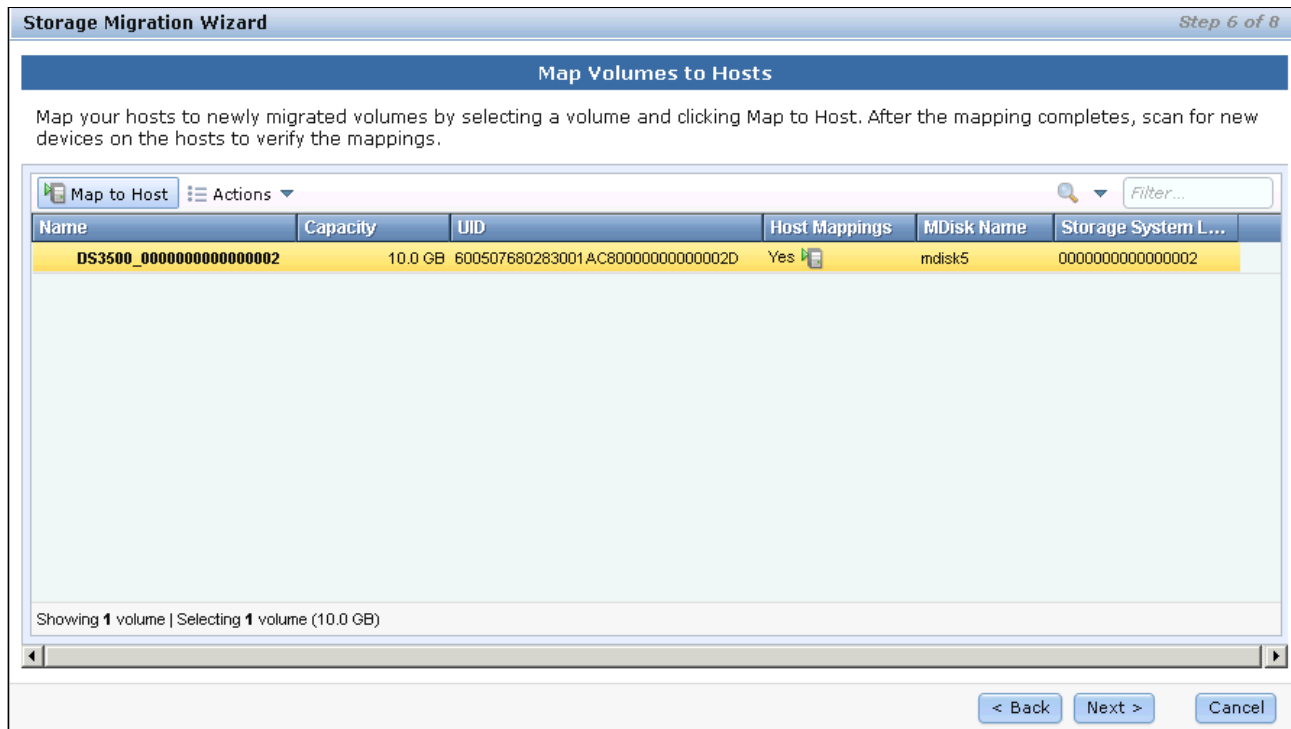 Storage Migration Wizard
Step 6 of 8
Map Volumes to Hosts
Map your hosts to newly migrated volumes by selecting a volume and clicking Map to Host. After the mapping completes, scan for new
devices on the hosts to verify the mappings.
Map to Host Actions Filter...
Name Capacity UID Host Mappings MDisk Name Storage System L...
DS3500_0000000000000002 10.0 GB 600507680283001AC80000000000002D Yes mdisk5 0000000000000002
Showing 1 volume | Selecting 1 volume (10.0 GB)
< Back Next > Cancel